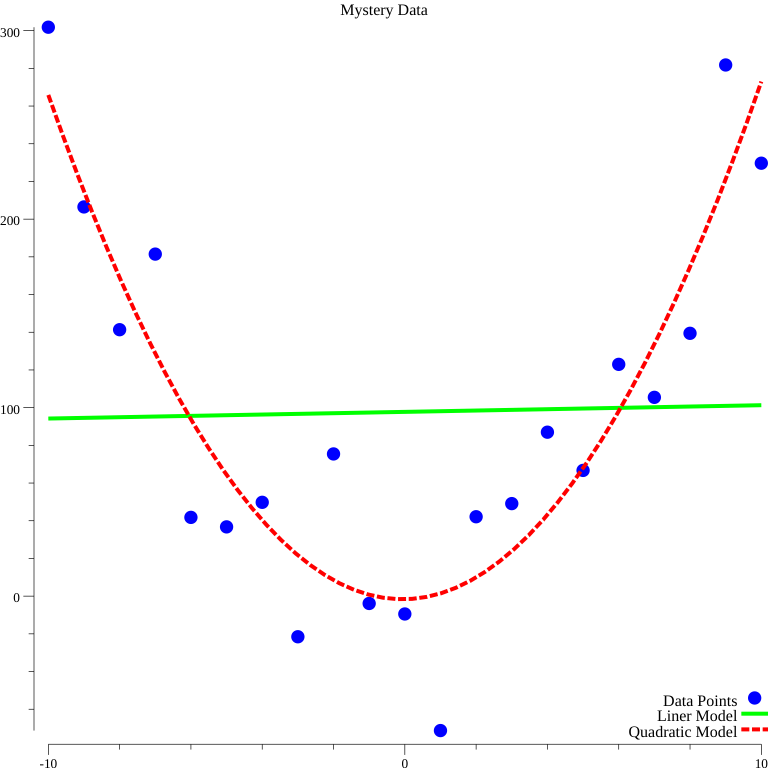 Mystery Data
300
200
100
0
Data Points
Liner Model
Quadratic Model
-10 0 10